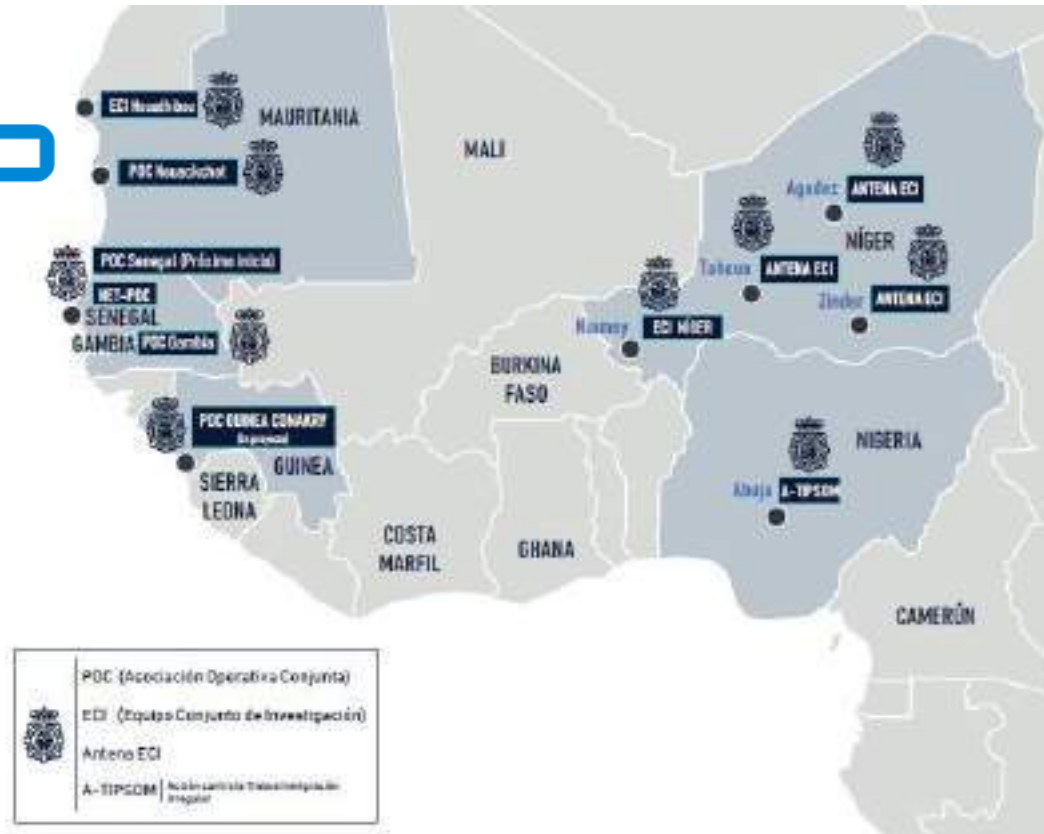 ECI Nouadhibou
MAURITANIA
MALI
POC Nouackchot
Agadez ANTENA ECI
NÍGER
POC Senegal (Próximo inicio)
Tahoua ANTENA ECI
NET-POC
Zinder ANTENA ECI
SENEGAL
Niamey ECI NÍGER
GAMBIA POC Gambia
BURKINA
FASO
POC GUINEA CONAKRY
NIGERIA
GUINEA
SIERRA
LEONA
Abuja A-TIPSOM
COSTA
MARFIL
GHANA
CAMERÚN
POC (Asociación Operativa Conjunta)
ECI (Equipo Conjunto de Investigación)
Antena ECI
A-TIPSOM